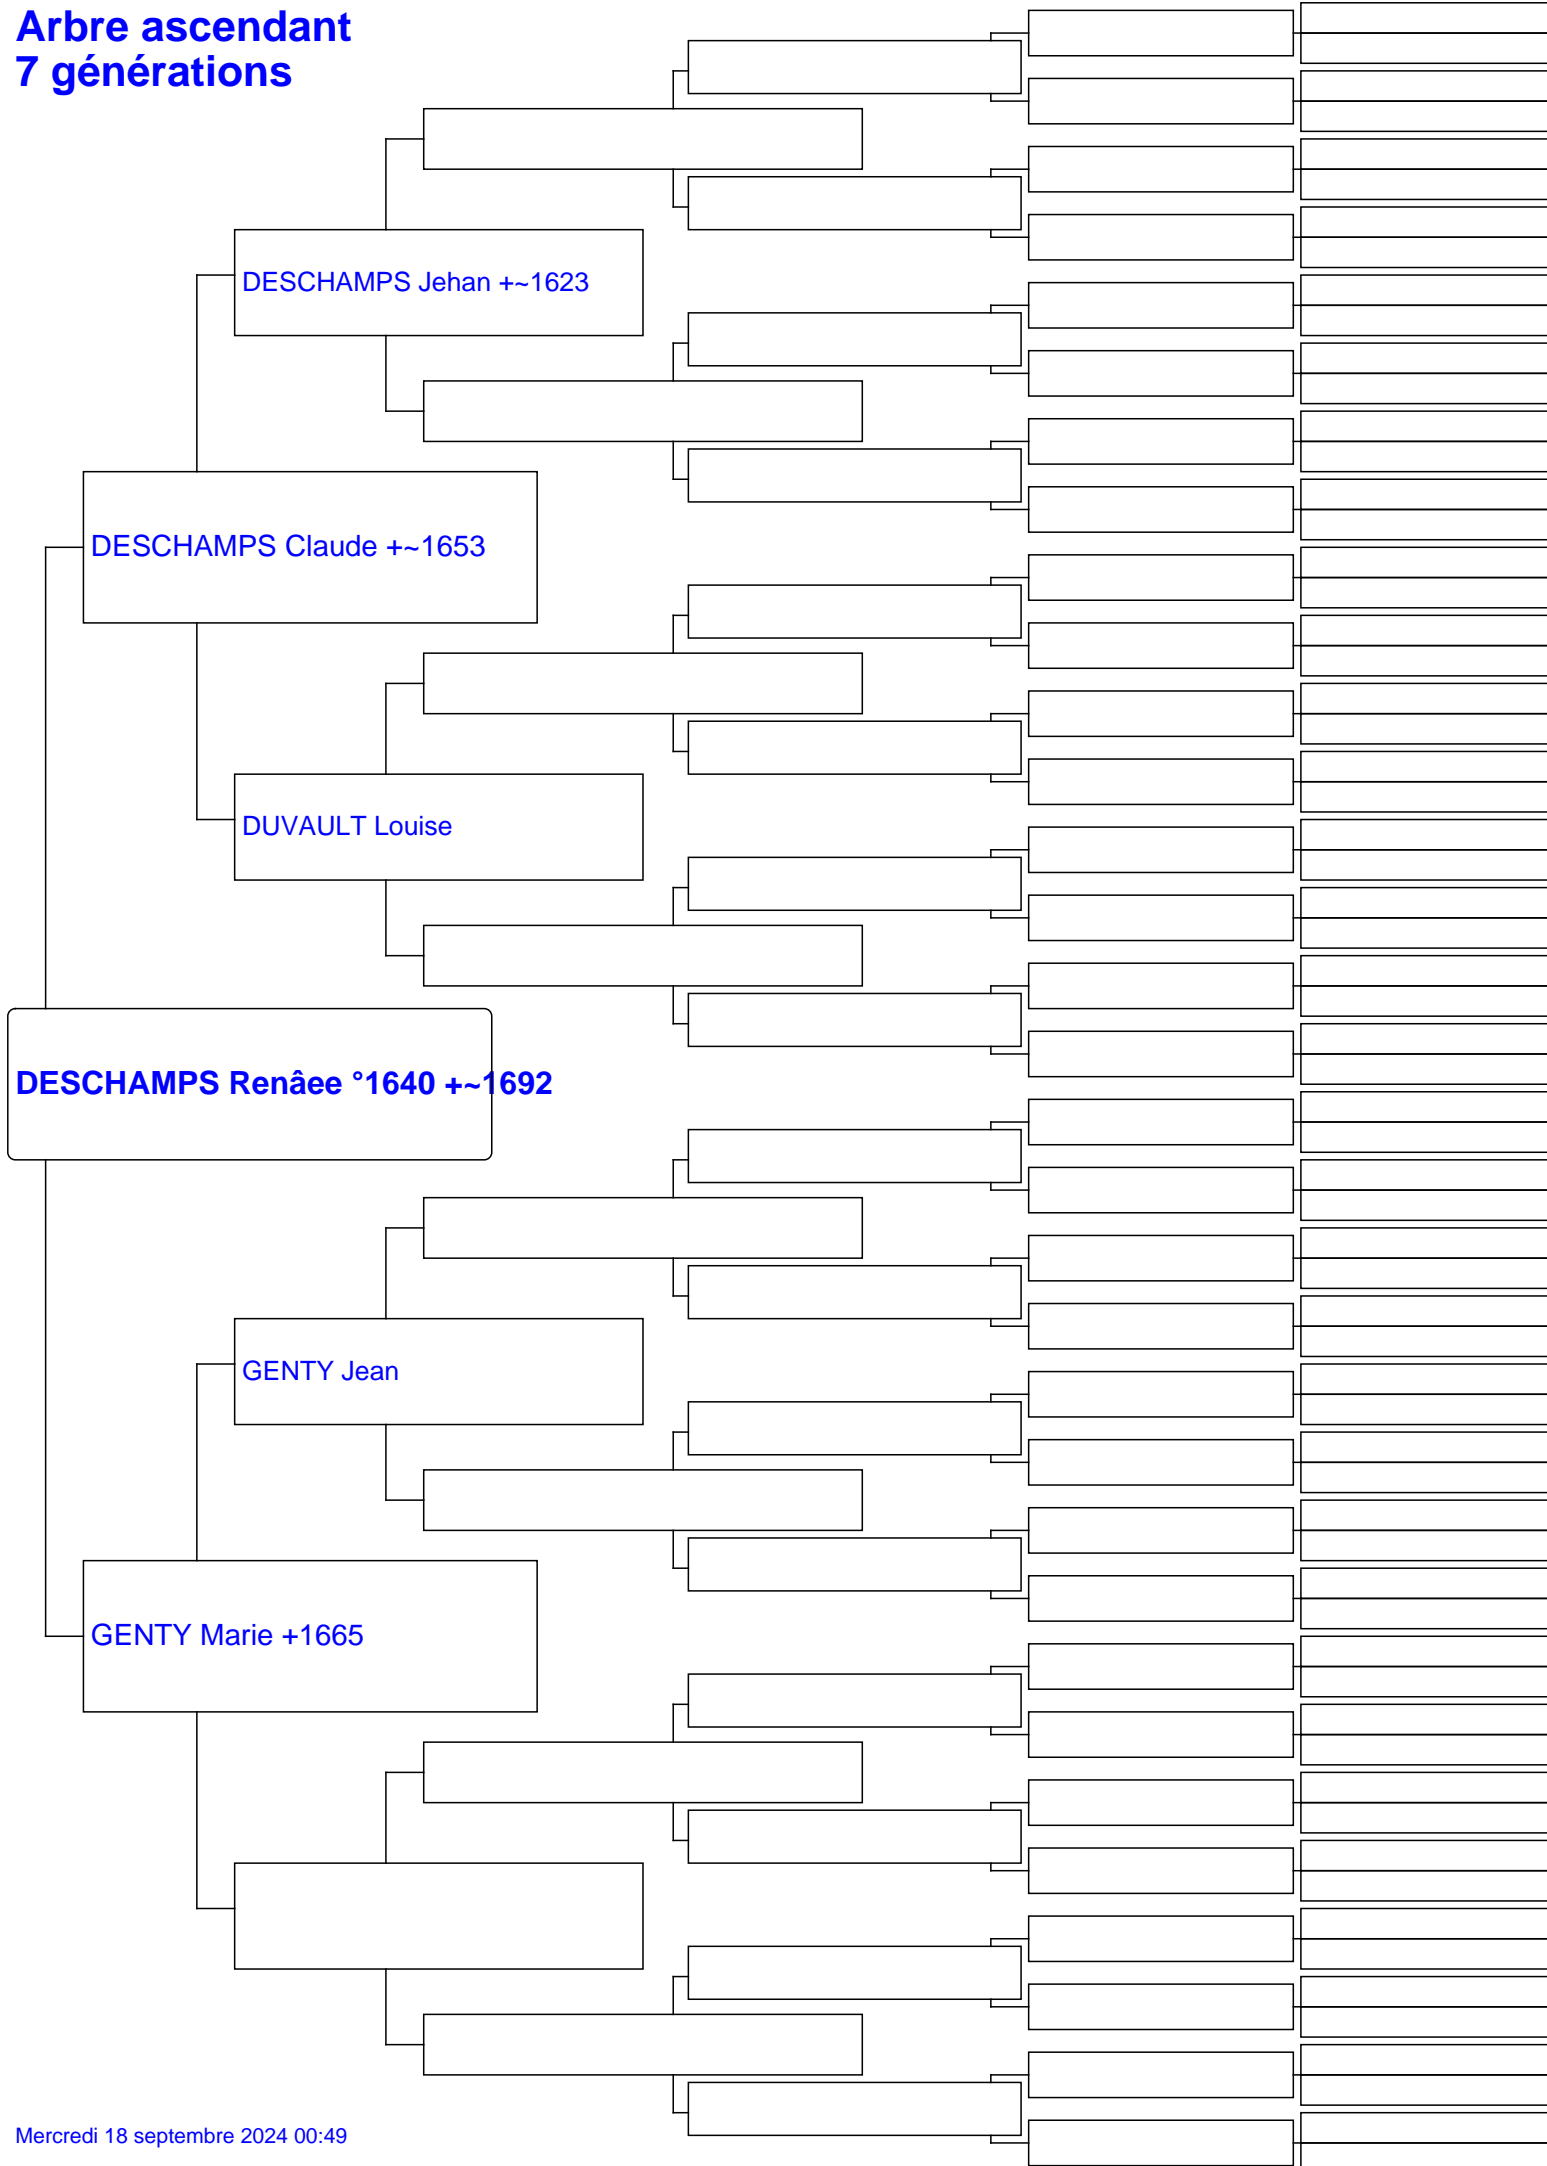 Arbre ascendant
7 générations
DESCHAMPS Jehan +~1623
DESCHAMPS Claude +~1653
DUVAULT Louise
DESCHAMPS Renâee °1640 +~1692
GENTY Jean
GENTY Marie +1665
Mercredi 18 septembre 2024 00:49